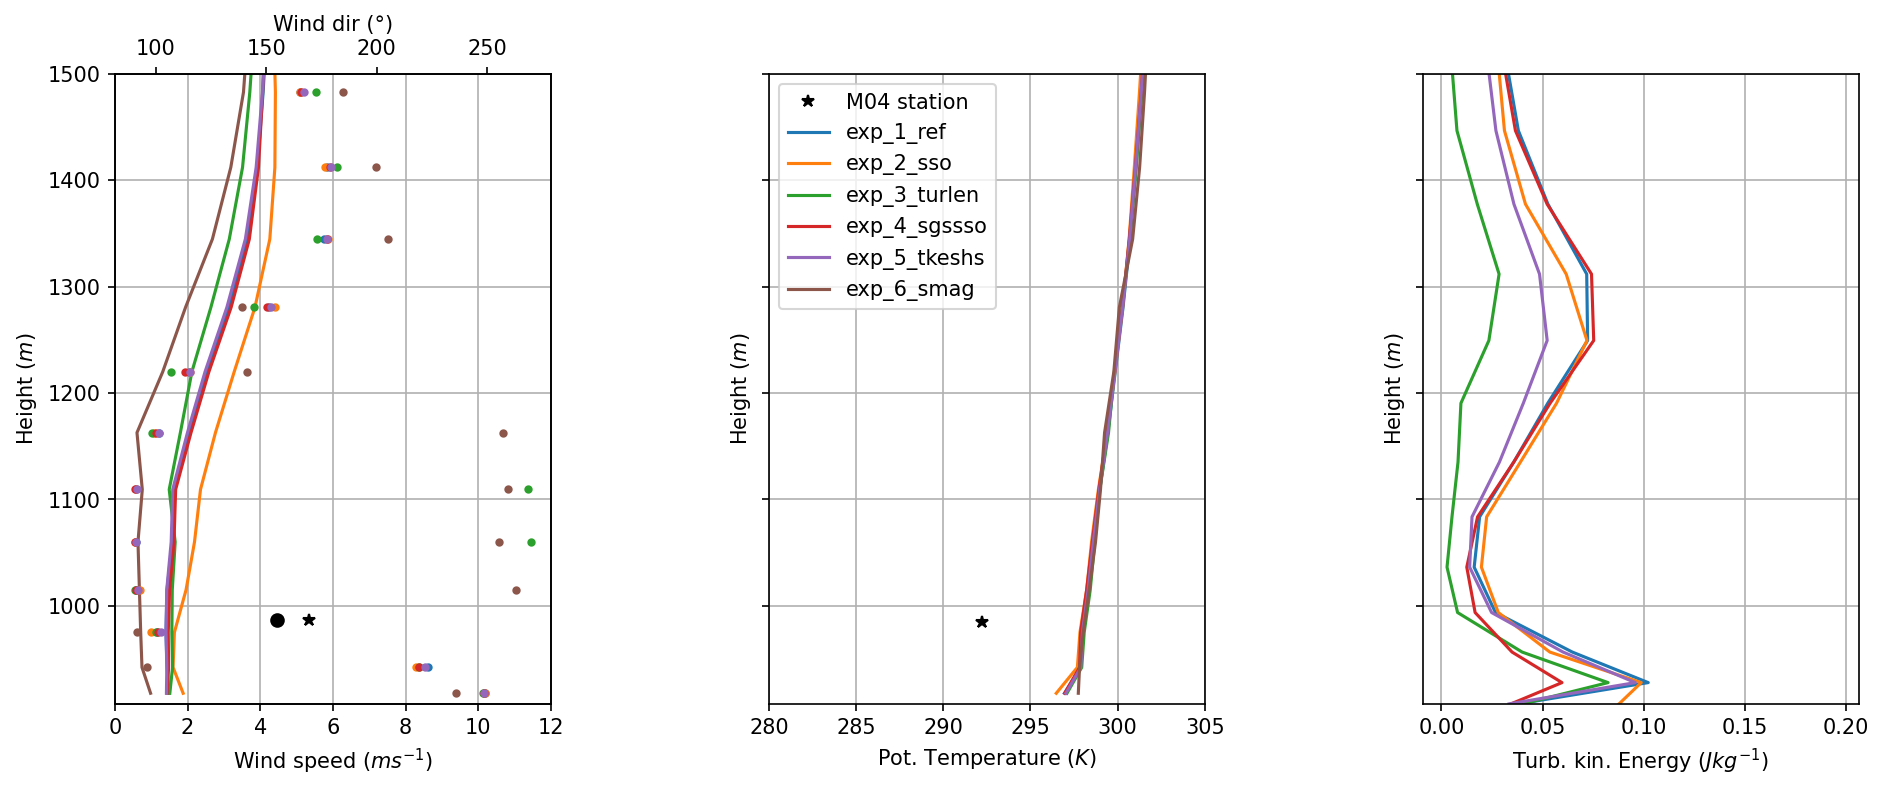 Wind dir (°)
100 150 200 250
1500
1400
1300
1200
1100
1000
Height (m)
0 2 4 6 8 10 12
Wind speed (ms⁻¹)
M04 station
exp_1_ref
exp_2_sso
exp_3_turlen
exp_4_sgssso
exp_5_tkeshs
exp_6_smag
Height (m)
280 285 290 295 300 305
Pot. Temperature (K)
Height (m)
0.00 0.05 0.10 0.15 0.20
Turb. kin. Energy (Jkg⁻¹)